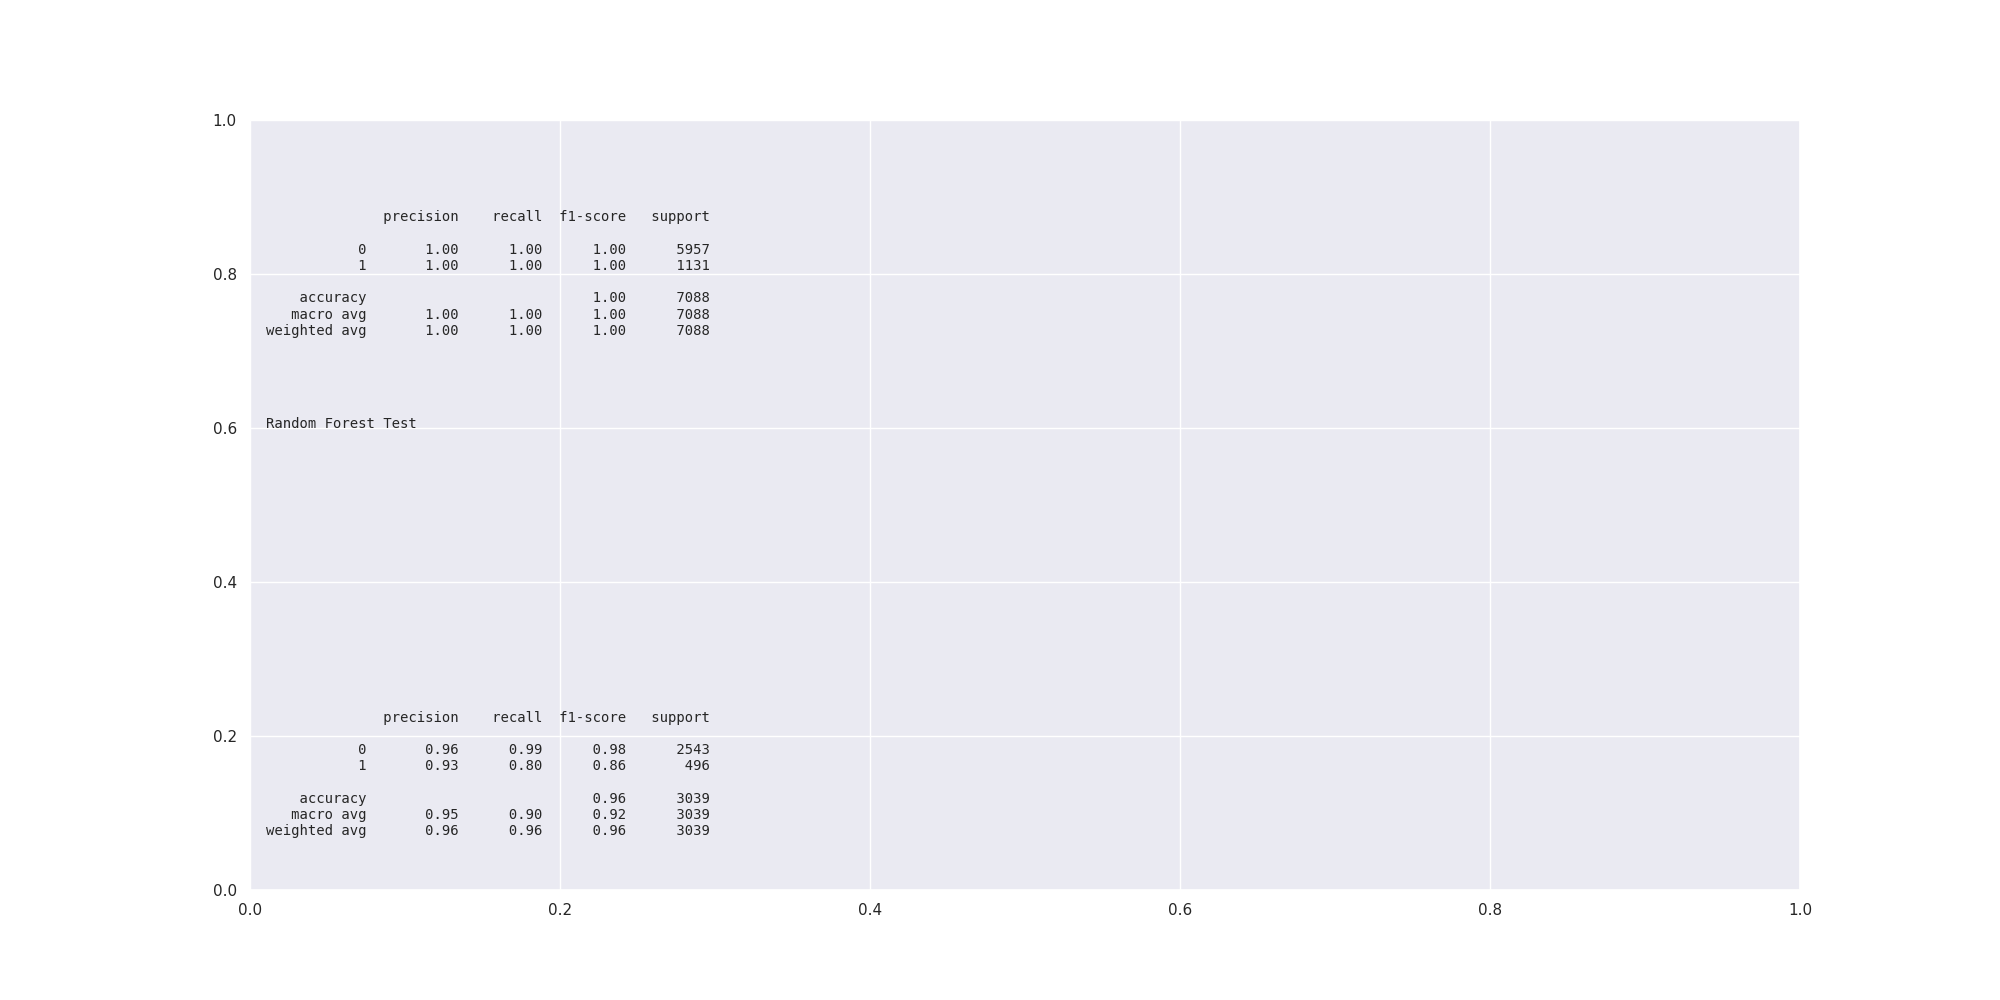 1.0
precision recall f1-score support
0 1.00 1.00 1.00 5957
1 1.00 1.00 1.00 1131
0.8
accuracy 1.00 7088
macro avg 1.00 1.00 1.00 7088
weighted avg 1.00 1.00 1.00 7088
Random Forest Test
0.6
0.4
precision recall f1-score support
0.2
0 0.96 0.99 0.98 2543
1 0.93 0.80 0.86 496
accuracy 0.96 3039
macro avg 0.95 0.90 0.92 3039
weighted avg 0.96 0.96 0.96 3039
0.0
0.0 0.2 0.4 0.6 0.8 1.0